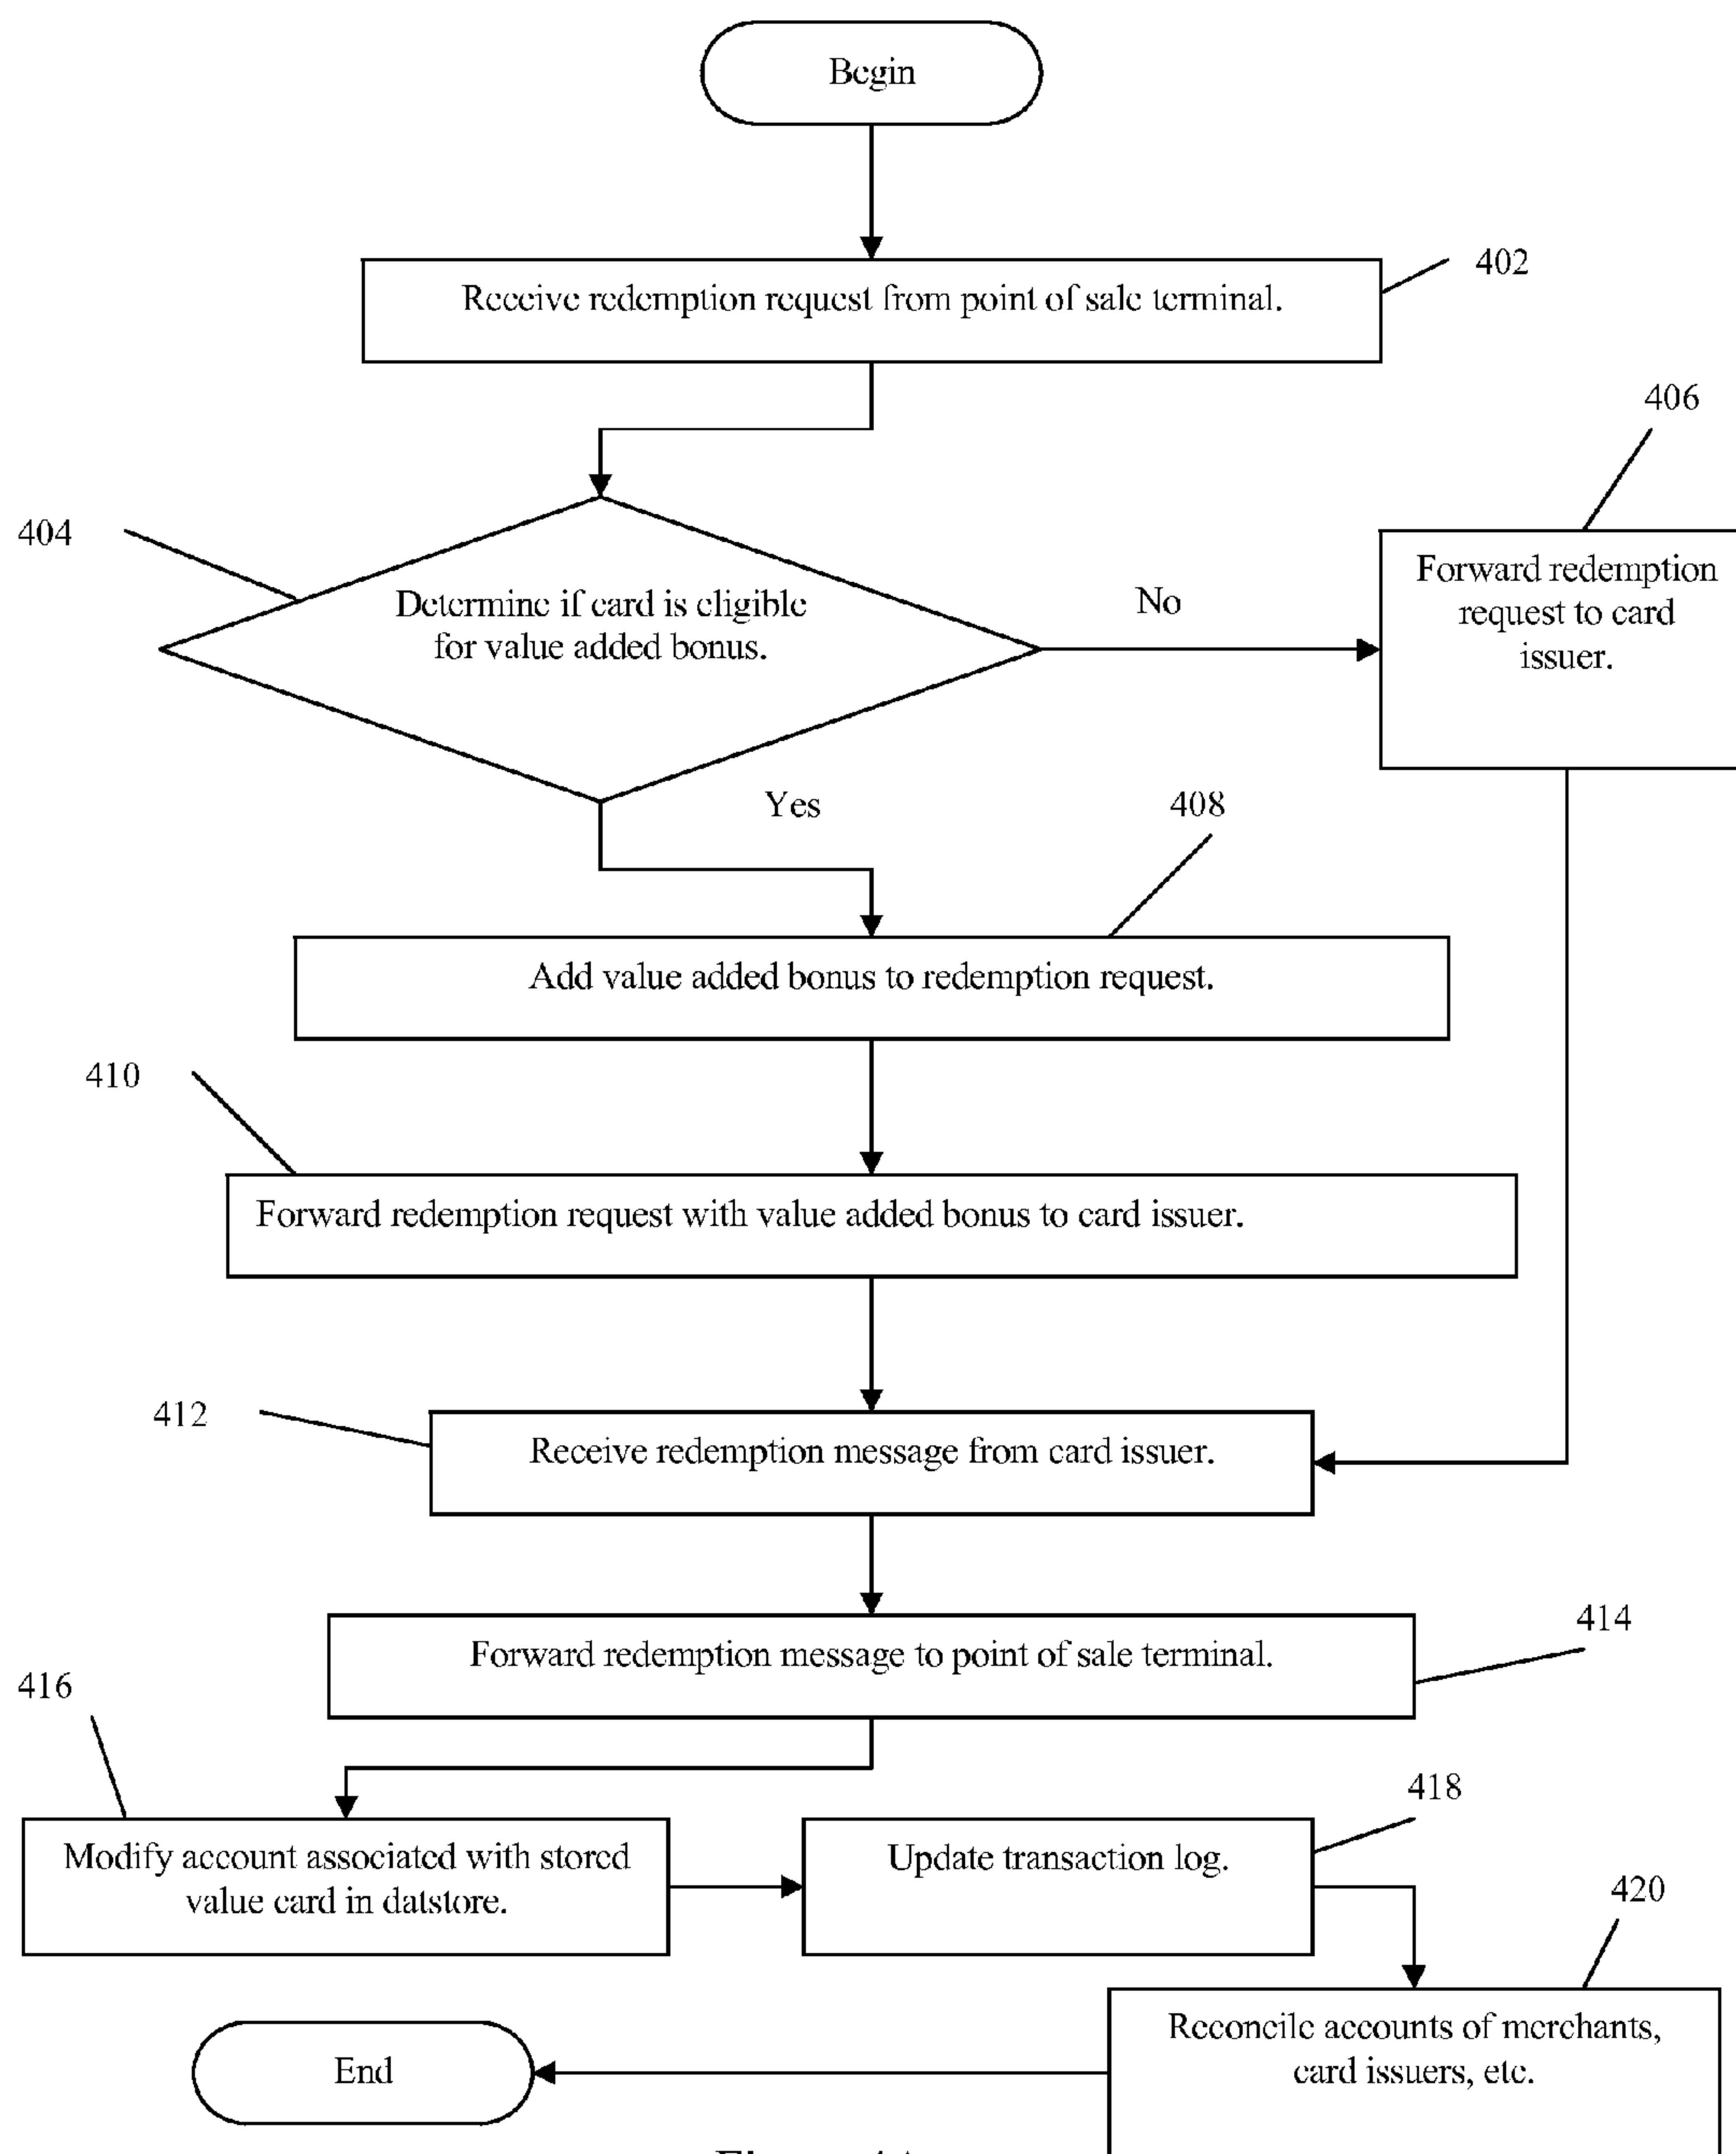 Begin
Receive redemption request from point of sale terminal.
402
406
404
Determine if card is eligible
for value added bonus.
No
Forward redemption
request to card
issuer.
Yes
408
Add value added bonus to redemption request.
410
Forward redemption request with value added bonus to card issuer.
412
Receive redemption message from card issuer.
414
Forward redemption message to point of sale terminal.
416
418
Modify account associated with stored
value card in datstore.
Update transaction log.
420
Reconcile accounts of merchants,
card issuers, etc.
End